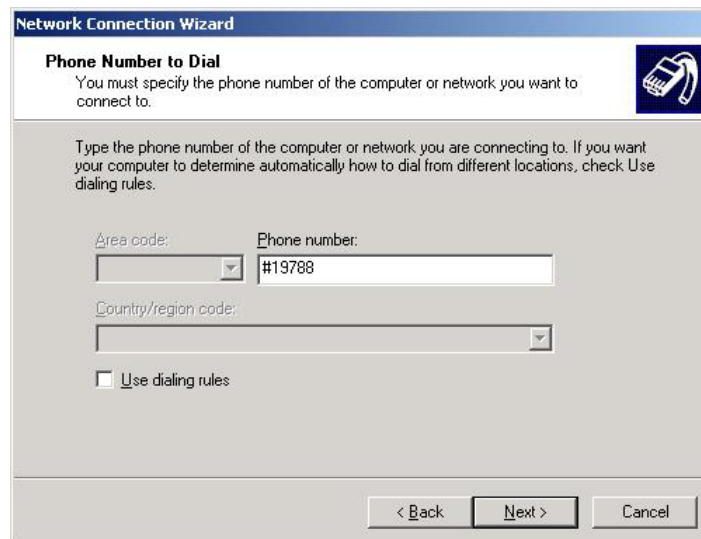 Network Connection Wizard
Phone Number to Dial
You must specify the phone number of the computer or network you want to
connect to.
Type the phone number of the computer or network you are connecting to. If you want
your computer to determine automatically how to dial from different locations, check Use
dialing rules.
Area code: Phone number:
#19788
Country/region code:
Use dialing rules
< Back Next > Cancel